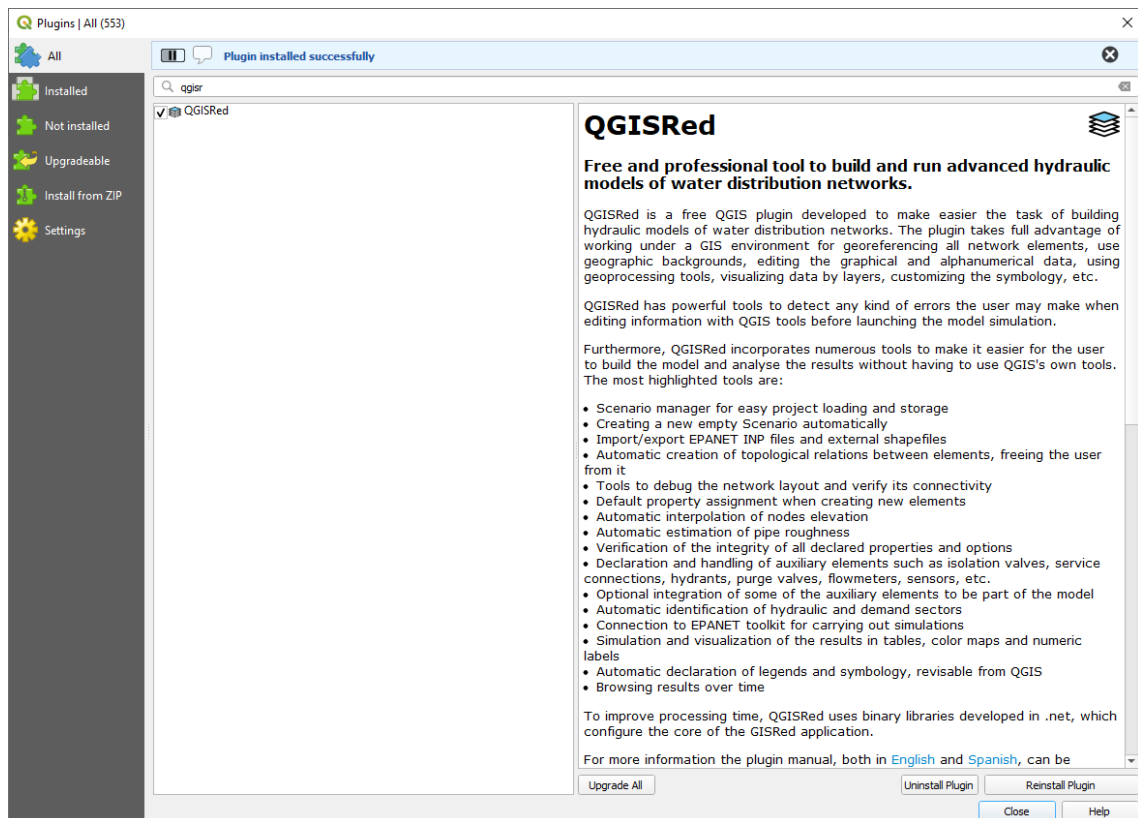 Plugins | All (553)
All
Installed
Not installed
Upgradeable
Install from ZIP
Settings
Plugin installed successfully
qgisr
QGISRed
QGISRed
Free and professional tool to build and run advanced hydraulic
models of water distribution networks.
QGISRed is a free QGIS plugin developed to make easier the task of building
hydraulic models of water distribution networks. The plugin takes full advantage of
working under a GIS environment for georeferencing all network elements, use
geographic backgrounds, editing the graphical and alphanumerical data, using
geoprocessing tools, visualizing data by layers, customizing the symbology, etc.
QGISRed has powerful tools to detect any kind of errors the user may make when
editing information with QGIS tools before launching the model simulation.
Furthermore, QGISRed incorporates numerous tools to make it easier for the user
to build the model and analyse the results without having to use QGIS's own tools.
The most highlighted tools are:
• Scenario manager for easy project loading and storage
• Creating a new empty Scenario automatically
• Import/export EPANET INP files and external shapefiles
• Automatic creation of topological relations between elements, freeing the user
from it
• Tools to debug the network layout and verify its connectivity
• Default property assignment when creating new elements
• Automatic interpolation of nodes elevation
• Automatic estimation of pipe roughness
• Verification of the integrity of all declared properties and options
• Declaration and handling of auxiliary elements such as isolation valves, service
connections, hydrants, purge valves, flowmeters, sensors, etc.
• Optional integration of some of the auxiliary elements to be part of the model
• Automatic identification of hydraulic and demand sectors
• Connection to EPANET toolkit for carrying out simulations
• Simulation and visualization of the results in tables, color maps and numeric
labels
• Automatic declaration of legends and symbology, revisable from QGIS
• Browsing results over time
To improve processing time, QGISRed uses binary libraries developed in .net, which
configure the core of the GISRed application.
For more information the plugin manual, both in English and Spanish, can be
Upgrade All
Uninstall Plugin
Reinstall Plugin
Close
Help